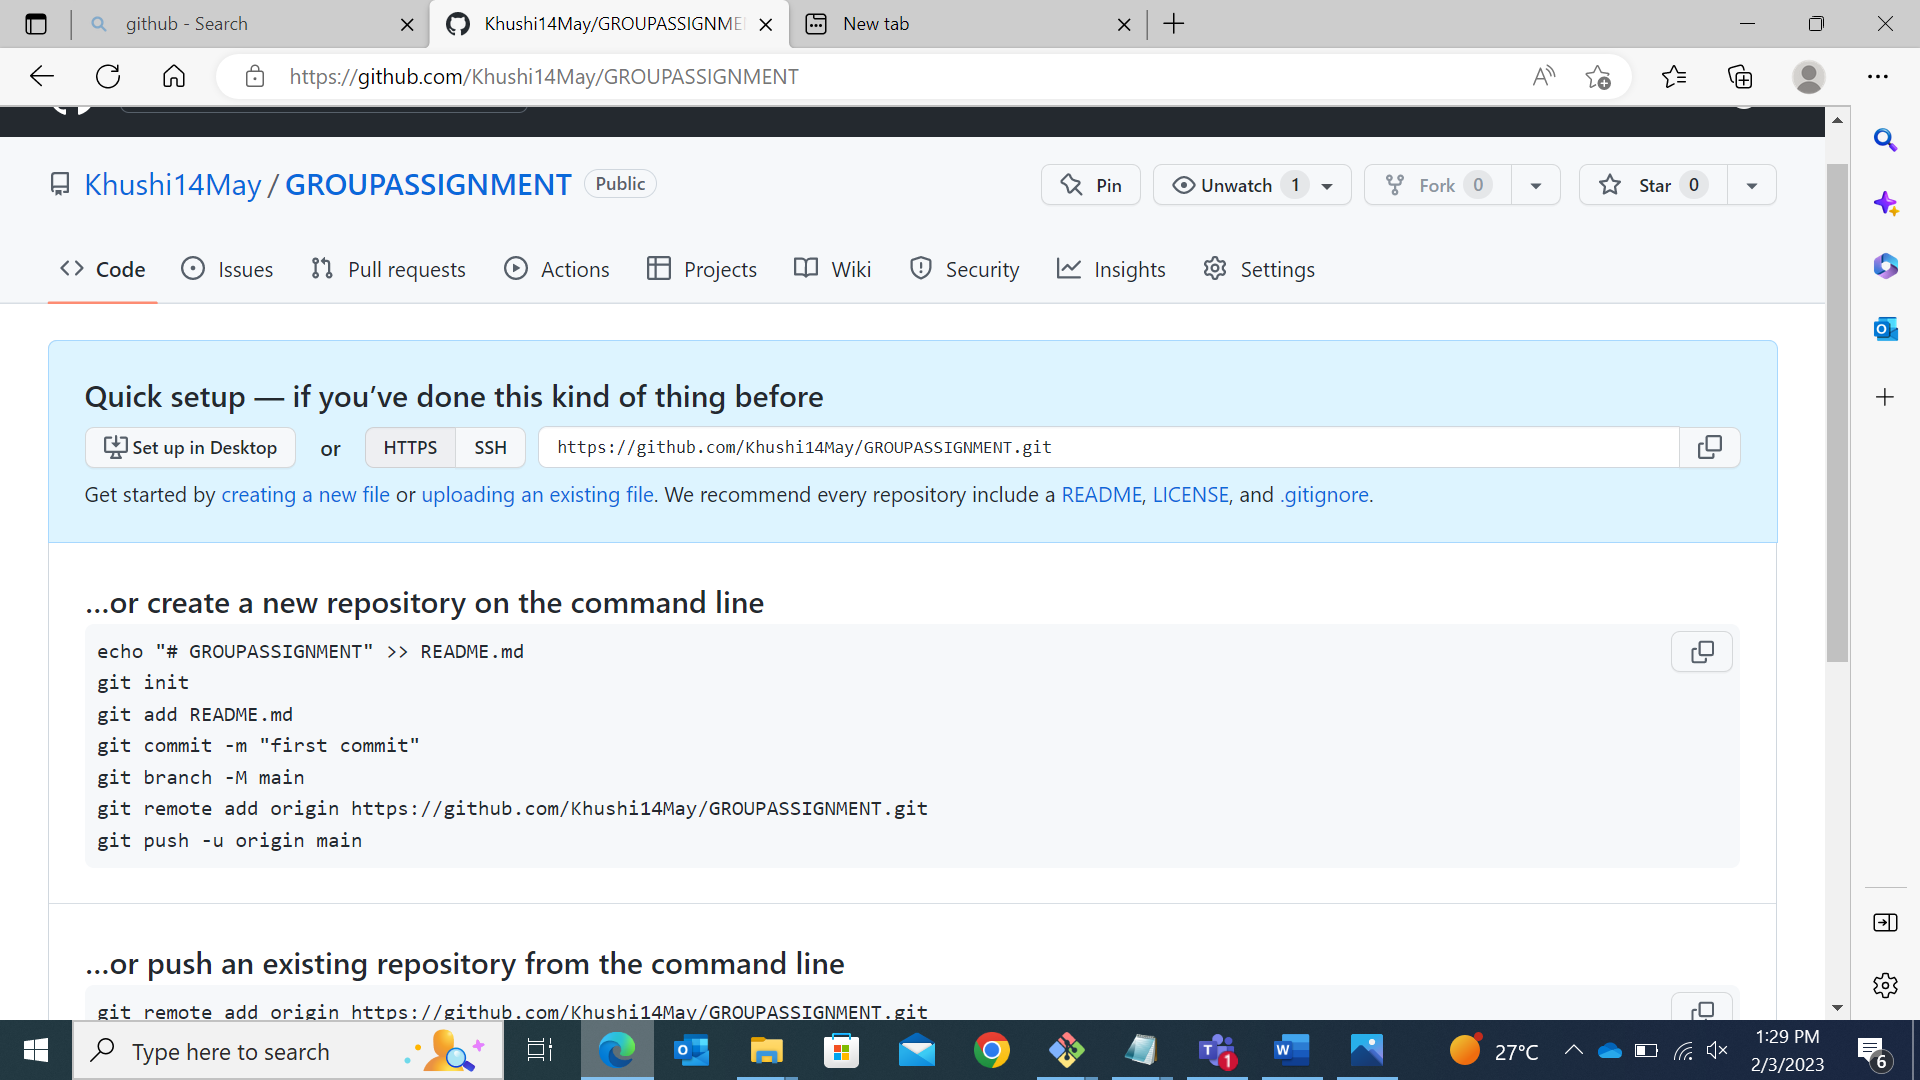 github - Search
Khushi14May/GROUPASSIGNME
New tab
https://github.com/Khushi14May/GROUPASSIGNMENT
Khushi14May / GROUPASSIGNMENT Public
Pin
Unwatch 1
Fork 0
Star 0
Code
Issues
Pull requests
Actions
Projects
Wiki
Security
Insights
Settings
Quick setup — if you’ve done this kind of thing before
Set up in Desktop or HTTPS SSH https://github.com/Khushi14May/GROUPASSIGNMENT.git
Get started by creating a new file or uploading an existing file. We recommend every repository include a README, LICENSE, and .gitignore.
…or create a new repository on the command line
echo "# GROUPASSIGNMENT" >> README.md
git init
git add README.md
git commit -m "first commit"
git branch -M main
git remote add origin https://github.com/Khushi14May/GROUPASSIGNMENT.git
git push -u origin main
…or push an existing repository from the command line
git remote add origin https://github.com/Khushi14May/GROUPASSIGNMENT.git
Type here to search
27°C
1:29 PM
2/3/2023
6
1